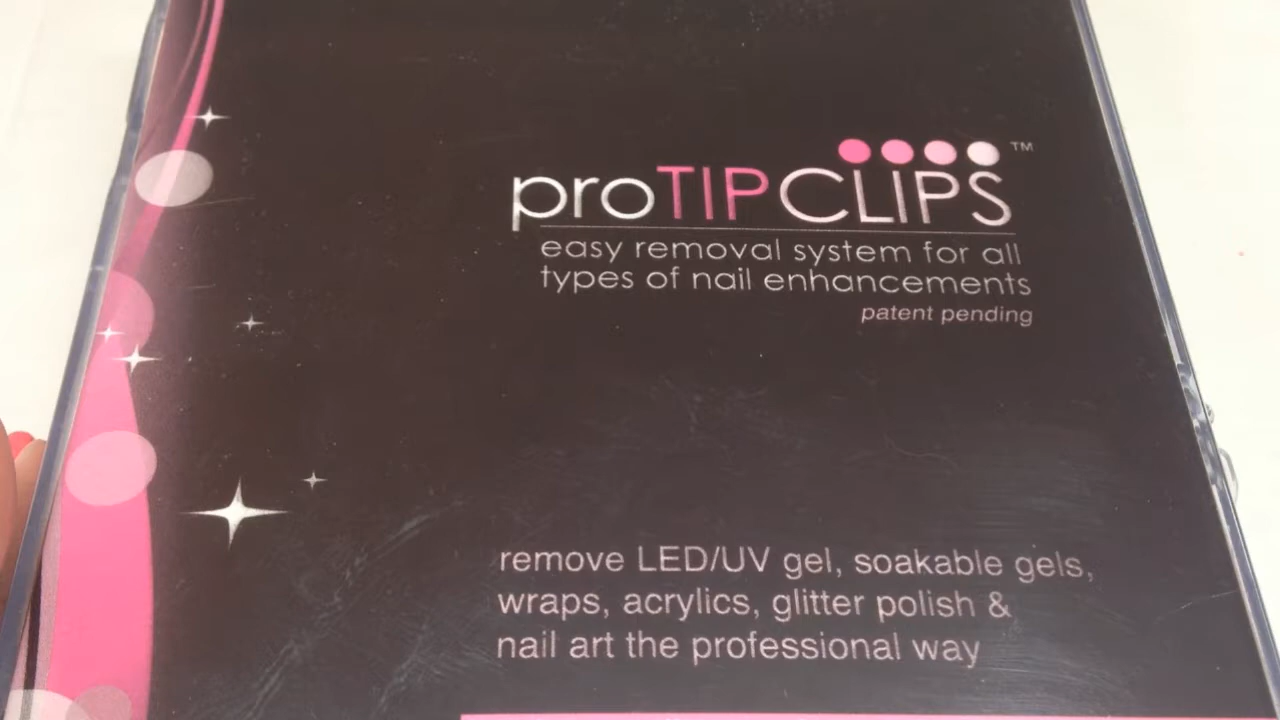 proTIPCLIPS™
easy removal system for all
types of nail enhancements
patent pending
remove LED/UV gel, soakable gels,
wraps, acrylics, glitter polish &
nail art the professional way